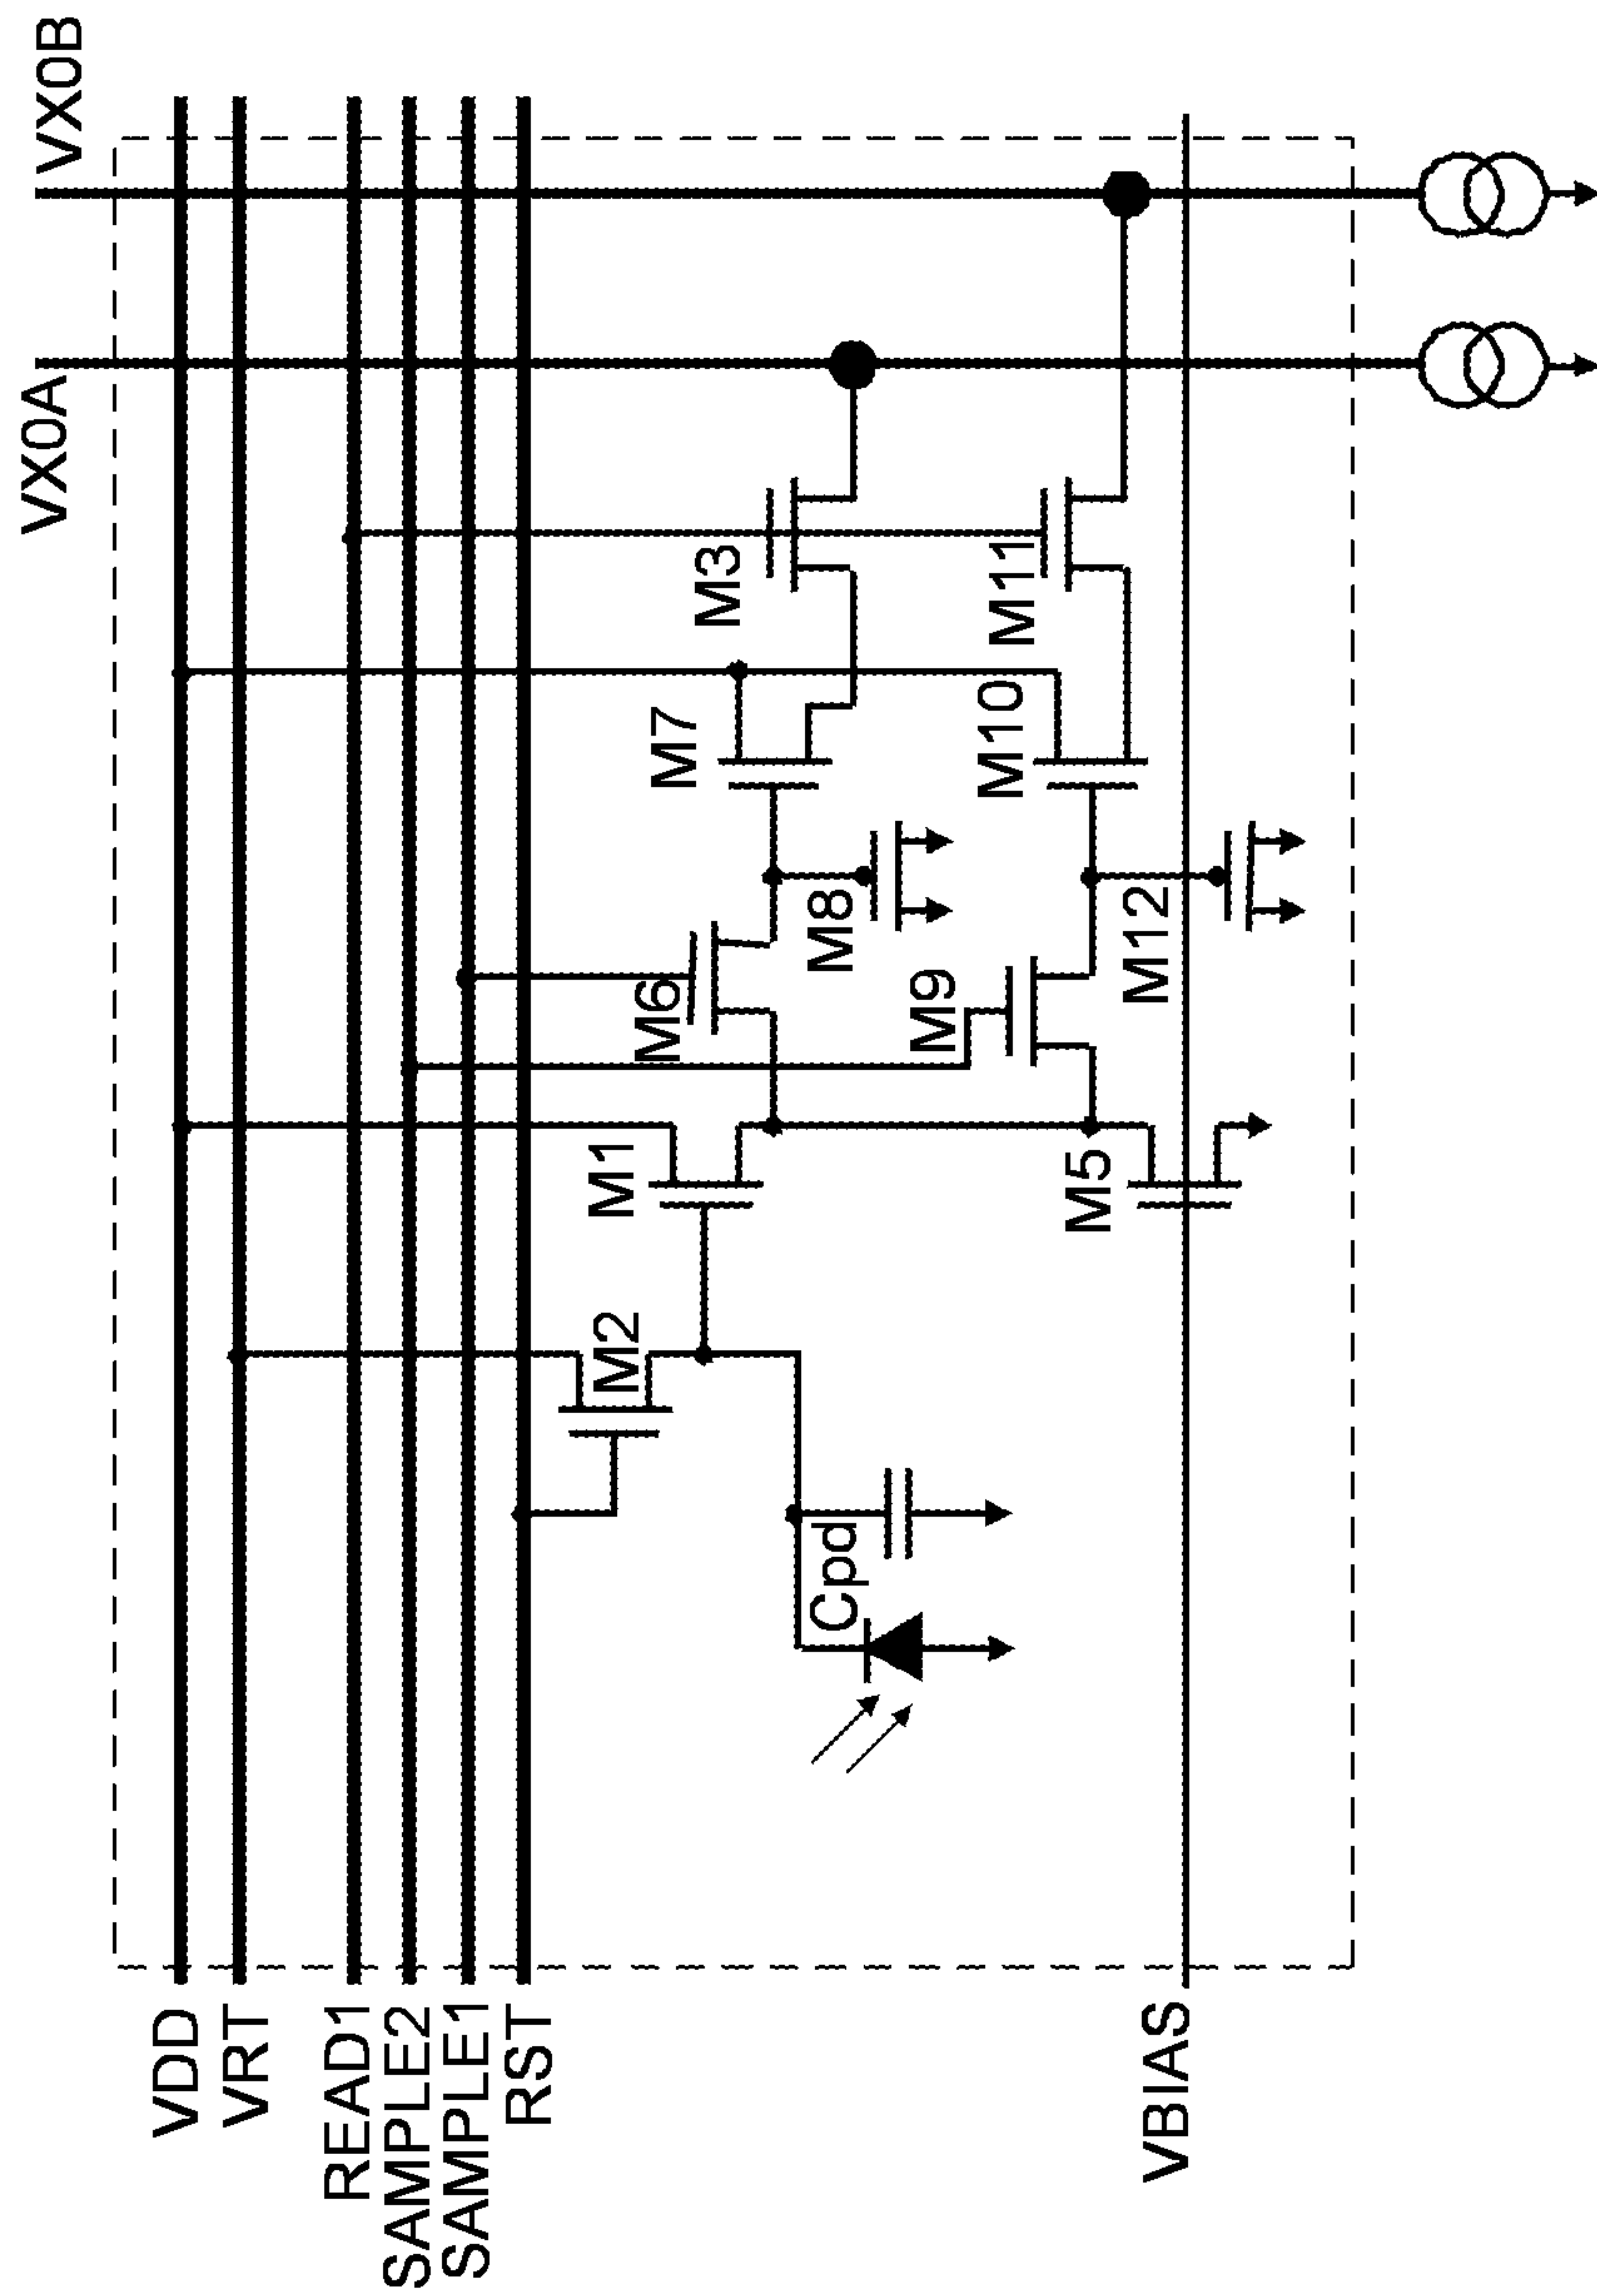 VDD
VRT
READ1
SAMPLE2
SAMPLE1
RST
VBIAS
VX0A
VX0B
M2
M1
M6
M7
M3
Cpd
M8
M9
M10
M11
M5
M12